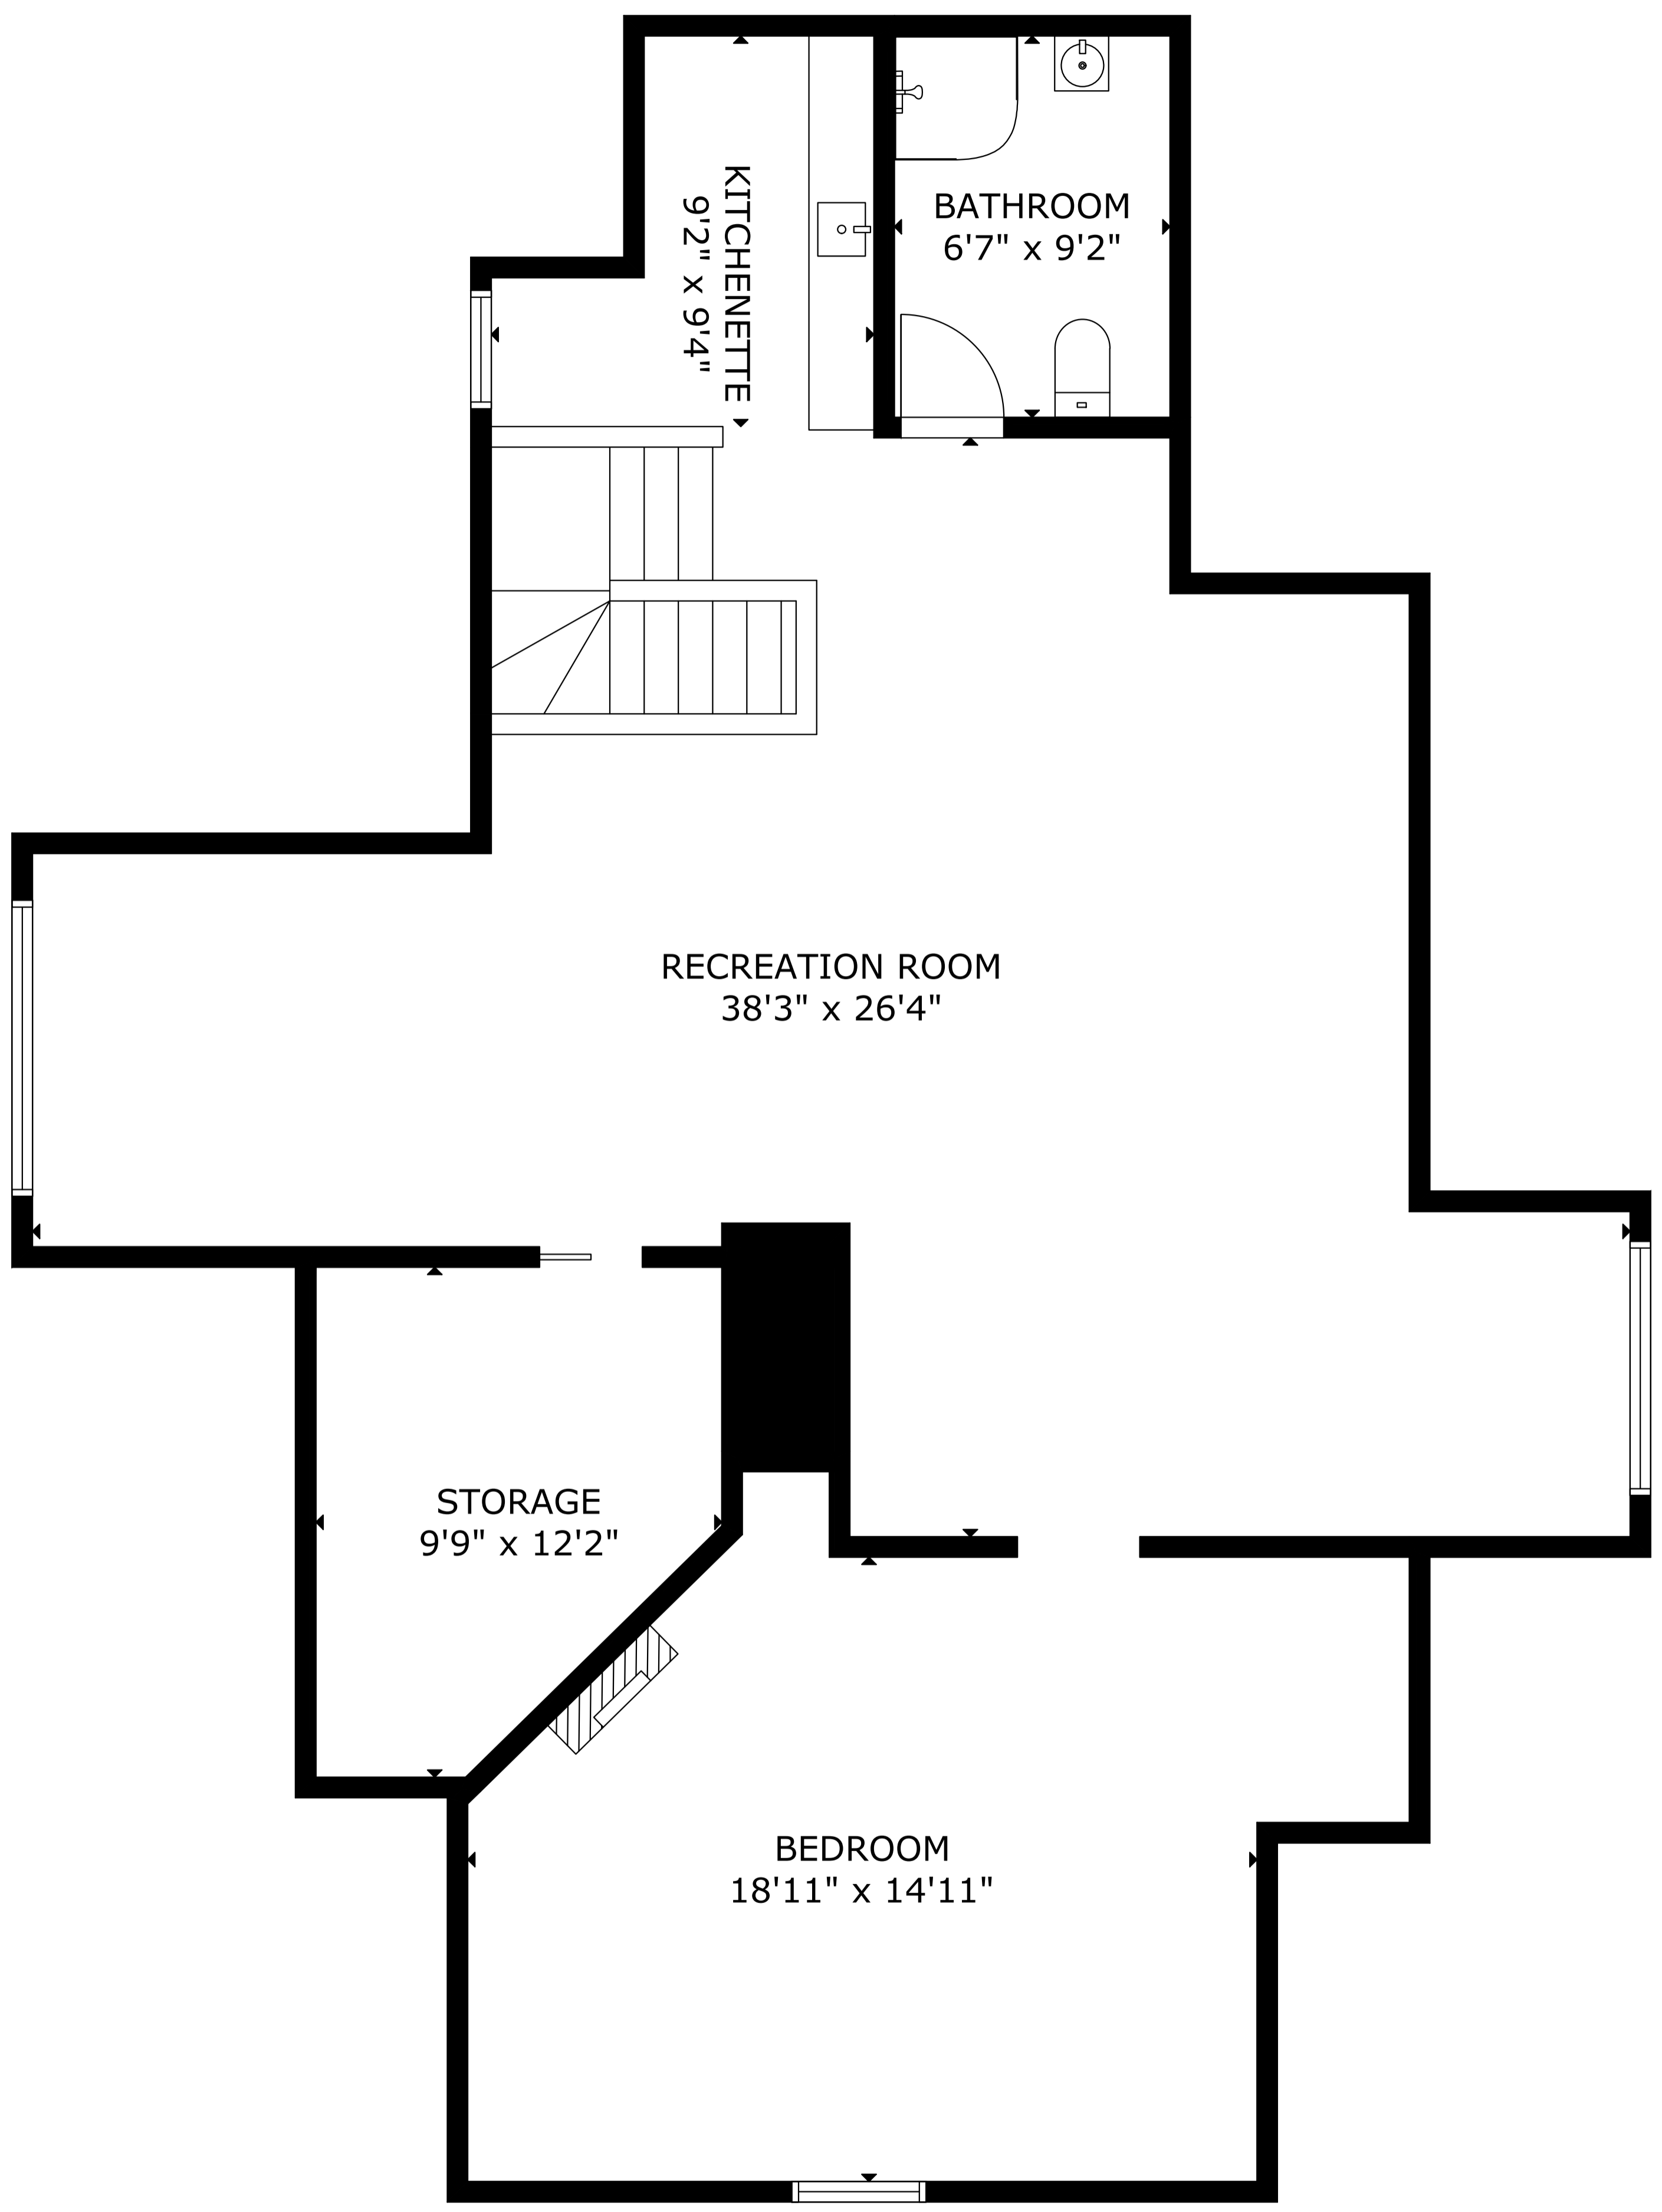 KITCHENETTE
9'2" x 9'4"
BATHROOM
6'7" x 9'2"
RECREATION ROOM
38'3" x 26'4"
STORAGE
9'9" x 12'2"
BEDROOM
18'11" x 14'11"